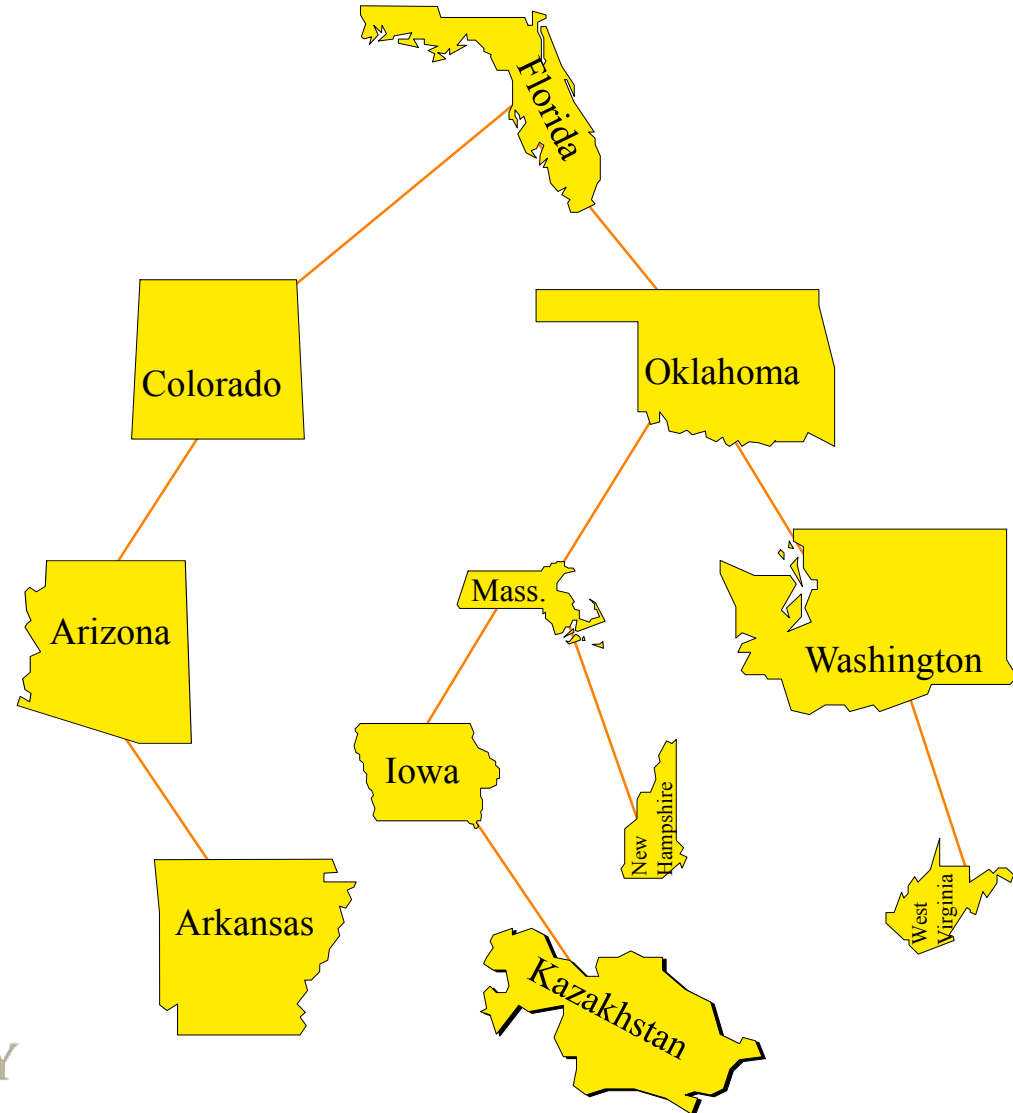 Florida
Colorado
Oklahoma
Arizona
Mass.
Washington
Iowa
New
Hampshire
Arkansas
West
Virginia
Kazakhstan
Y